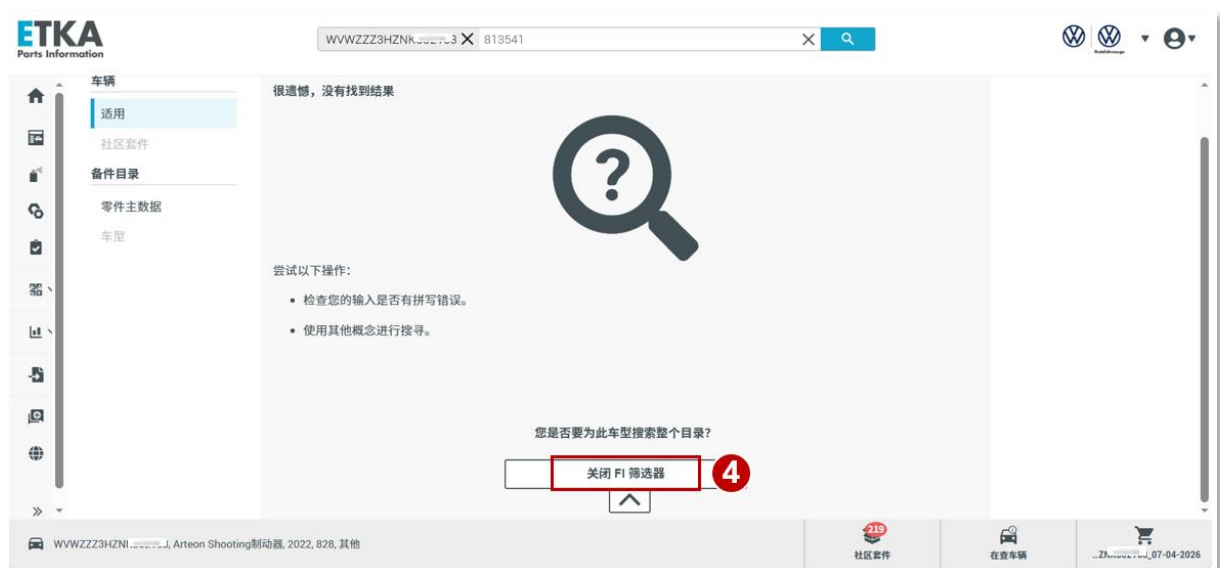 ETKA
Parts Information
WVWZZZ3HZNK 813541
车辆
适用
社区套件
备件目录
零件主数据
车型
很遗憾，没有找到结果
?
尝试以下操作：
• 检查您的输入是否有拼写错误。
• 使用其他概念进行搜寻。
您是否要为此车型搜索整个目录？
关闭 FI 筛选器
4
Arteon Shooting制动器, 2022, 828, 其他
219
社区套件
在查车辆
_07-04-2026